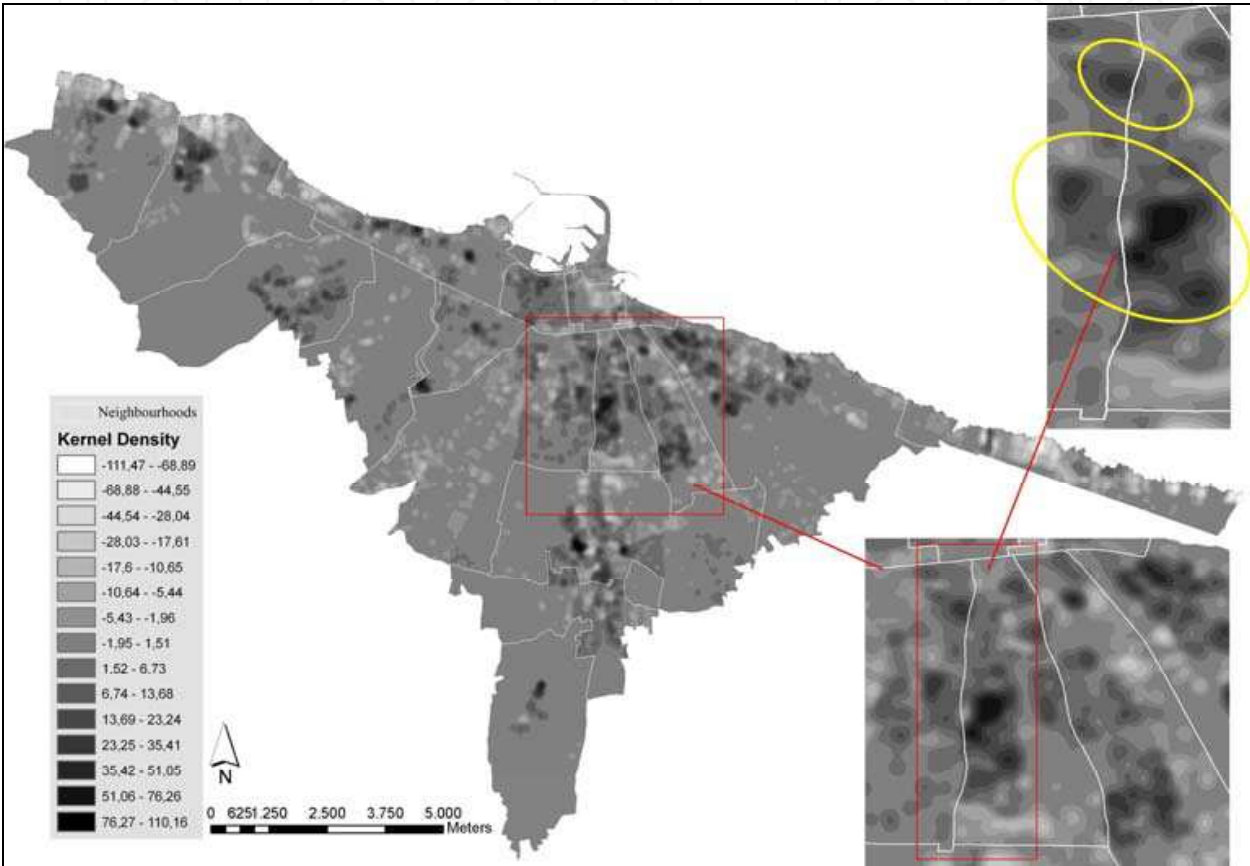 Neighbourhoods
Kernel Density
-111,47 - -68,89
-68,88 - -44,55
-44,54 - -28,04
-28,03 - -17,61
-17,6 - -10,65
-10,64 - -5,44
-5,43 - -1,96
-1,95 - 1,51
1,52 - 6,73
6,74 - 13,68
13,69 - 23,24
23,25 - 35,41
35,42 - 51,05
51,06 - 76,26
76,27 - 110,16
N
0 6251.250 2.500 3.750 5.000
Meters